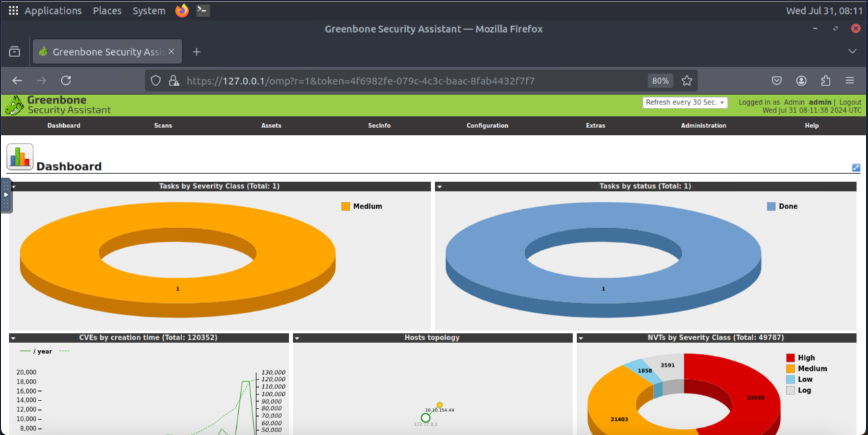 Applications Places System Wed Jul 31, 08:11
Greenbone Security Assistant — Mozilla Firefox
Greenbone Security Assis
https://127.0.0.1/omp?r=1&token=4f6982fe-079c-4c3c-baac-8fab4432f7f7 80%
Greenbone
Security Assistant
Refresh every 30 Sec. Logged in as Admin admin | Logout
Wed Jul 31 08:11:38 2024 UTC
Dashboard Scans Assets SecInfo Configuration Extras Administration Help
Dashboard
Tasks by Severity Class (Total: 1) Tasks by status (Total: 1)
Medium Done
1 1
CVEs by creation time (Total: 120352) Hosts topology NVTs by Severity Class (Total: 49787)
/ year
High
Medium
Low
Log
3591
1858
21403
20,000
18,000
16,000
14,000
12,000
10,000
8,000
130,000
120,000
110,000
100,000
90,000
80,000
70,000
60,000
50,000
10.10.154.44